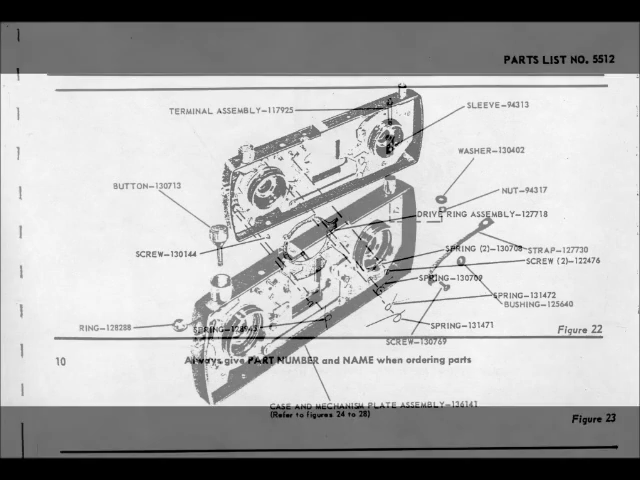 PARTS LIST NO. 5512
TERMINAL ASSEMBLY—117925
SLEEVE—94313
WASHER—130402
BUTTON—130713
NUT—94317
DRIVE RING ASSEMBLY—127718
SCREW—130144
SPRING (2)—130708
STRAP—127730
SCREW (2)—122476
SPRING—130709
SPRING—131472
BUSHING—125640
RING—128288
SPRING—128943
SPRING—131471
Figure 22
SCREW—130769
10
Always give PART NUMBER and NAME when ordering parts
CASE AND MECHANISM PLATE ASSEMBLY—136141
(Refer to figures 24 to 28)
Figure 23